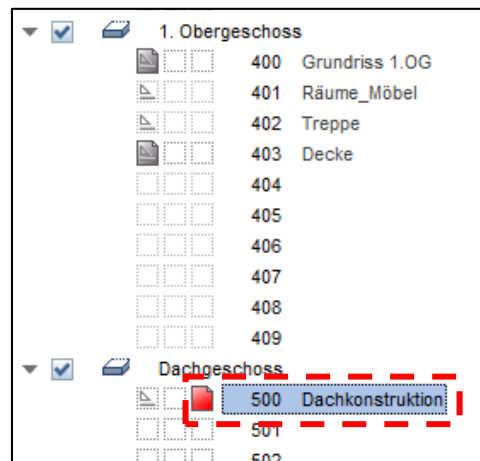 1. Obergeschoss
400 Grundriss 1.OG
401 Räume_Möbel
402 Treppe
403 Decke
404
405
406
407
408
409
Dachgeschoss
500 Dachkonstruktion
501
502